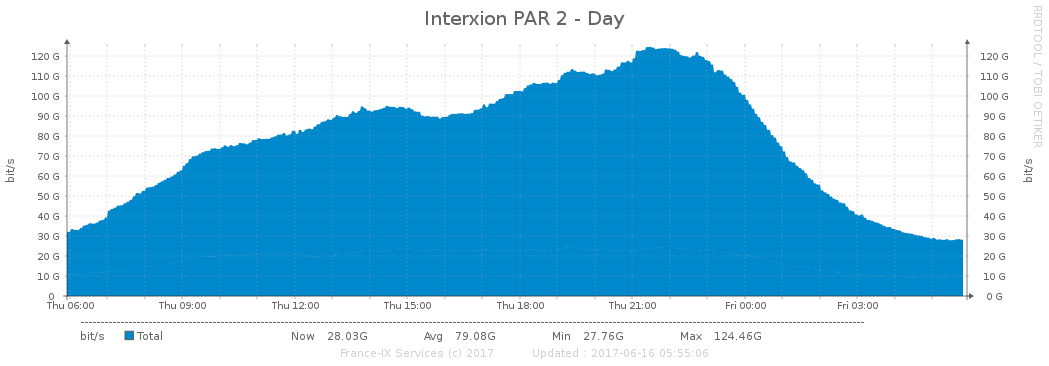 Interxion PAR 2 - Day
RRDTOOL / TOBI OETIKER
bit/s
bit/s
120 G 120 G
110 G 110 G
100 G 100 G
90 G 90 G
80 G 80 G
70 G 70 G
60 G 60 G
50 G 50 G
40 G 40 G
30 G 30 G
20 G 20 G
10 G 10 G
0 0 G
Thu 06:00 Thu 09:00 Thu 12:00 Thu 15:00 Thu 18:00 Thu 21:00 Fri 00:00 Fri 03:00
bit/s Total Now 28.03G Avg 79.08G Min 27.76G Max 124.46G
France-IX Services (c) 2017 Updated : 2017-06-16 05:55:06